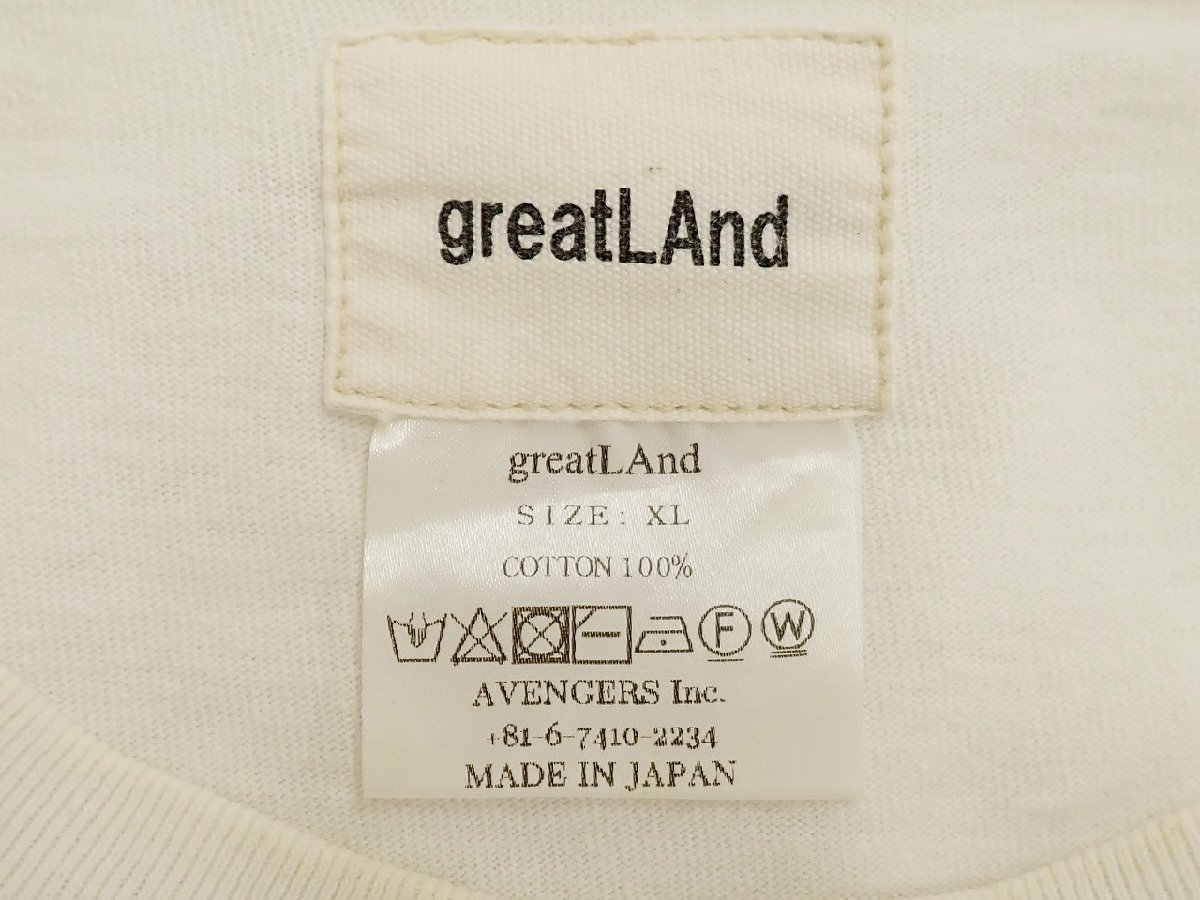 greatLAnd
greatLAnd
SIZE: XL
COTTON 100%
F W
AVENGERS Inc.
+81-6-7410-2234
MADE IN JAPAN